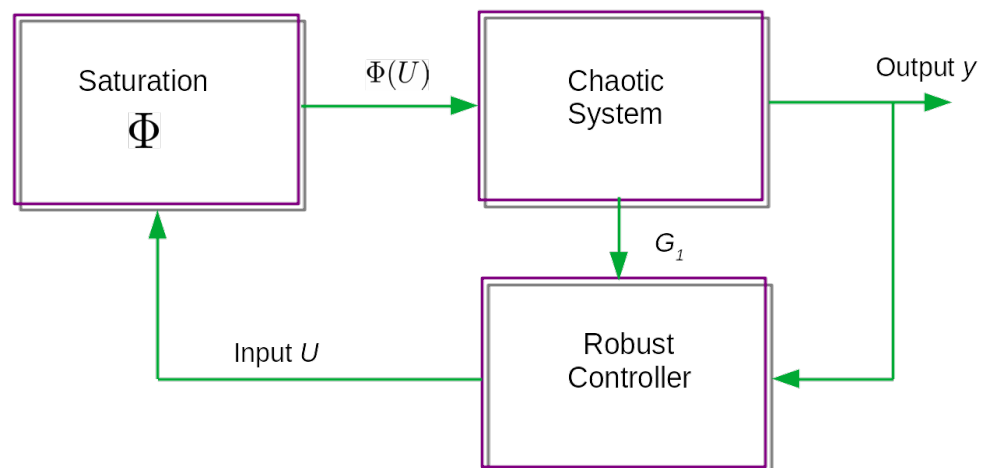 Saturation
Φ
Φ(U)
Chaotic
System
Output y
G₁
Input U
Robust
Controller